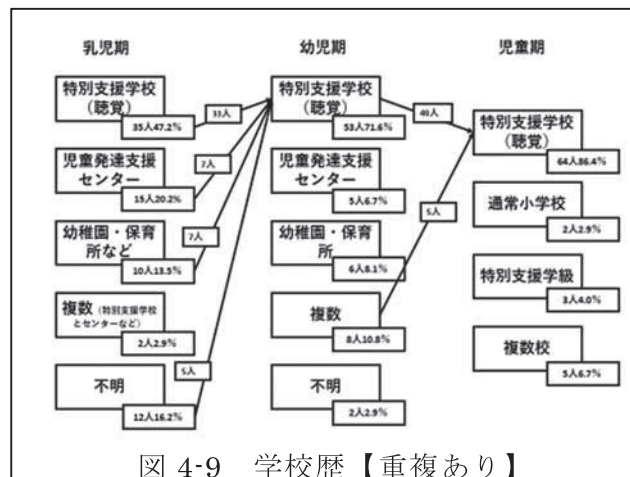 乳児期
特別支援学校
（聴覚）
35人47.2%
児童発達支援
センター
15人20.2%
幼稚園・保育
所など
10人13.5%
複数（特別支援学校
とセンターなど）
2人2.9%
不明
12人16.2%
33人
7人
7人
5人
幼児期
特別支援学校
（聴覚）
53人71.6%
児童発達支援
センター
5人6.7%
幼稚園・保育
所
6人8.1%
複数
8人10.8%
不明
2人2.9%
5人
児童期
特別支援学校
（聴覚）
64人86.4%
通常小学校
2人2.9%
特別支援学級
3人4.0%
複数校
5人6.7%
図 4-9　学校歴【重複あり】